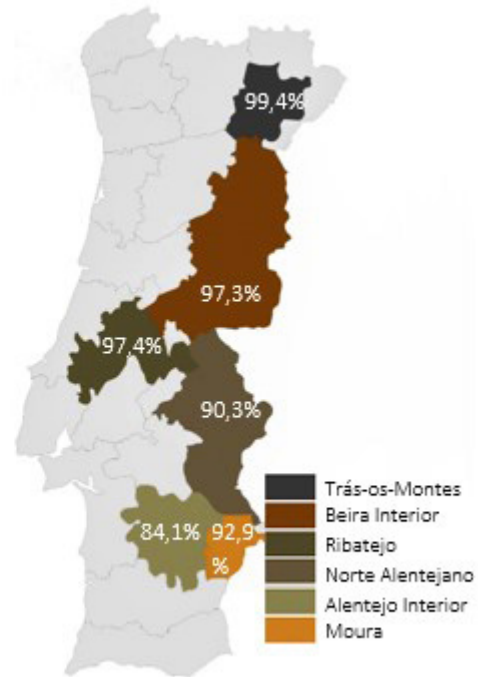 99,4%
97,3%
97,4%
90,3%
84,1%
92,9
%
Trás-os-Montes
Beira Interior
Ribatejo
Norte Alentejano
Alentejo Interior
Moura